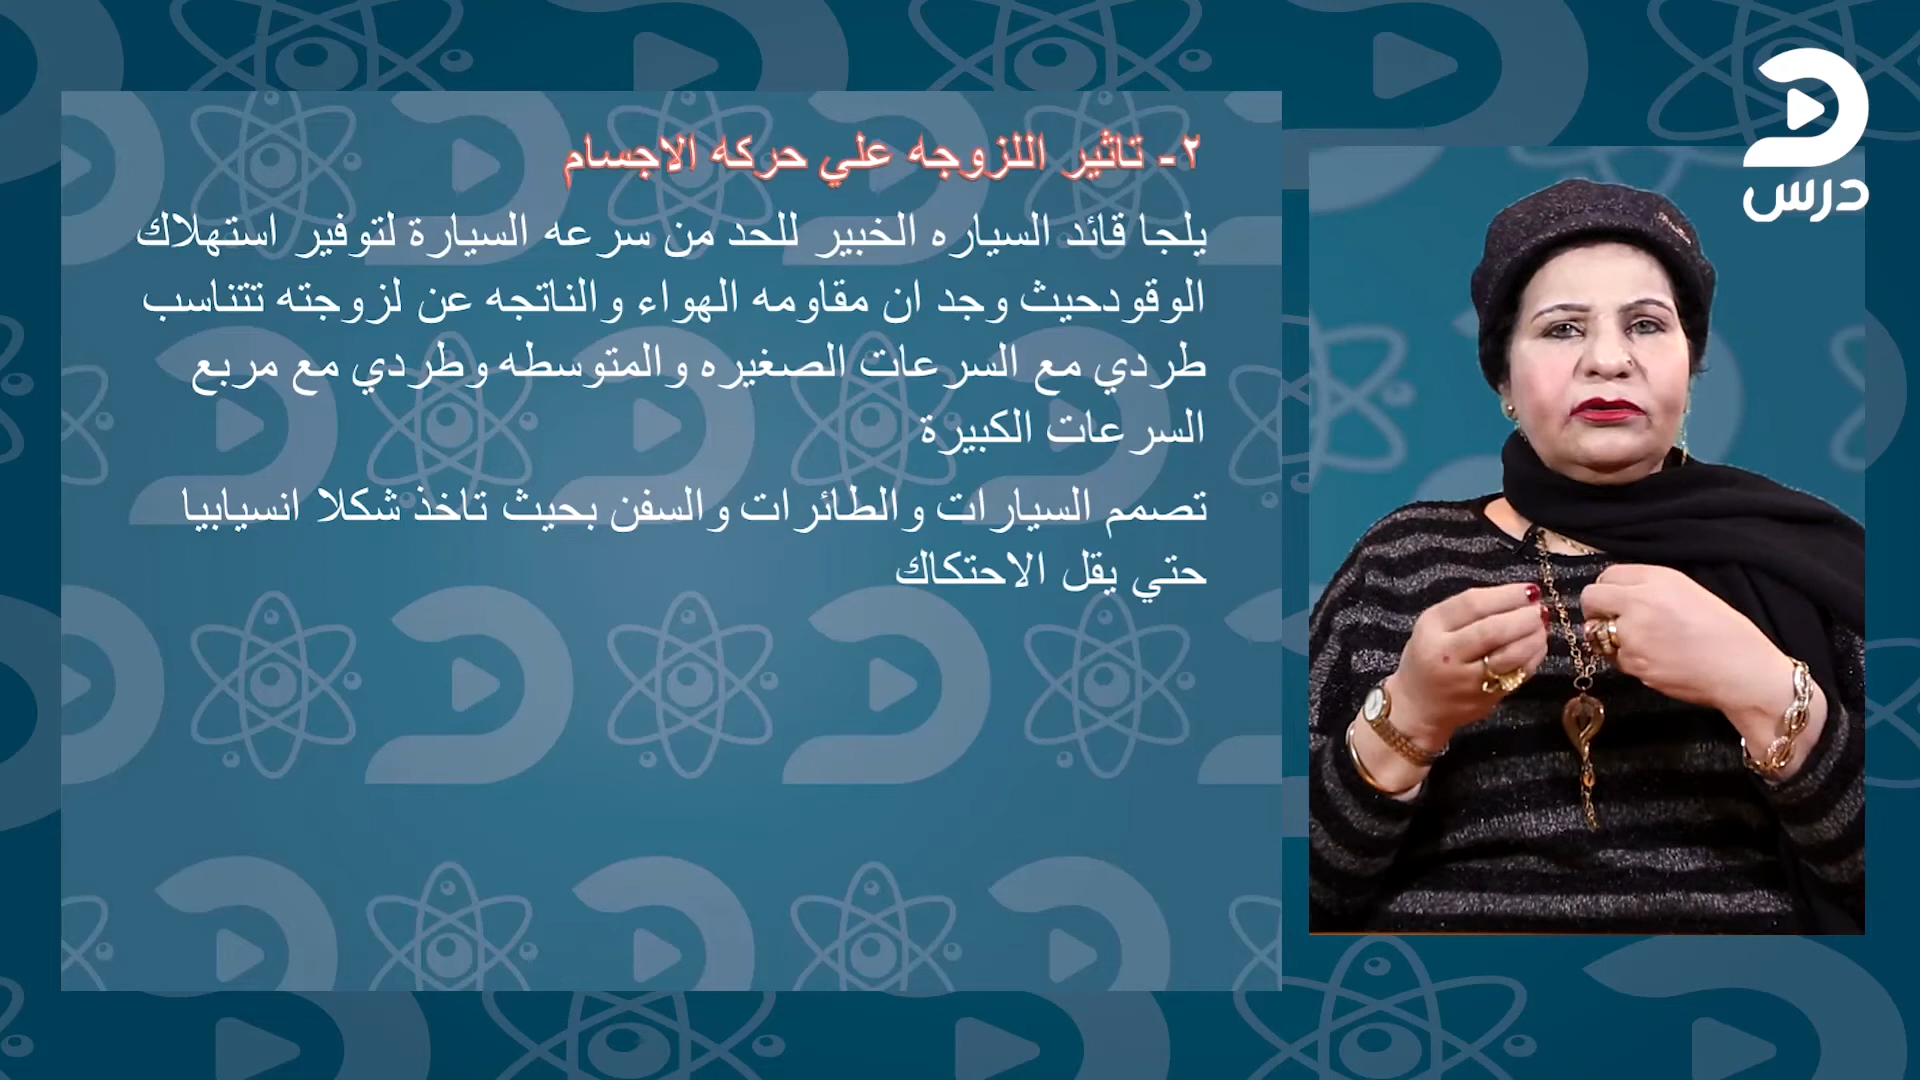 ٢- تاثير اللزوجه علي حركه الاجسام
يلجا قائد السياره الخبير للحد من سرعه السيارة لتوفير استهلاك
الوقودحيث وجد ان مقاومه الهواء والناتجه عن لزوجته تتناسب
طردي مع السرعات الصغيره والمتوسطه وطردي مع مربع
السرعات الكبيرة
تصمم السيارات والطائرات والسفن بحيث تاخذ شكلا انسيابيا
حتي يقل الاحتكاك
درس